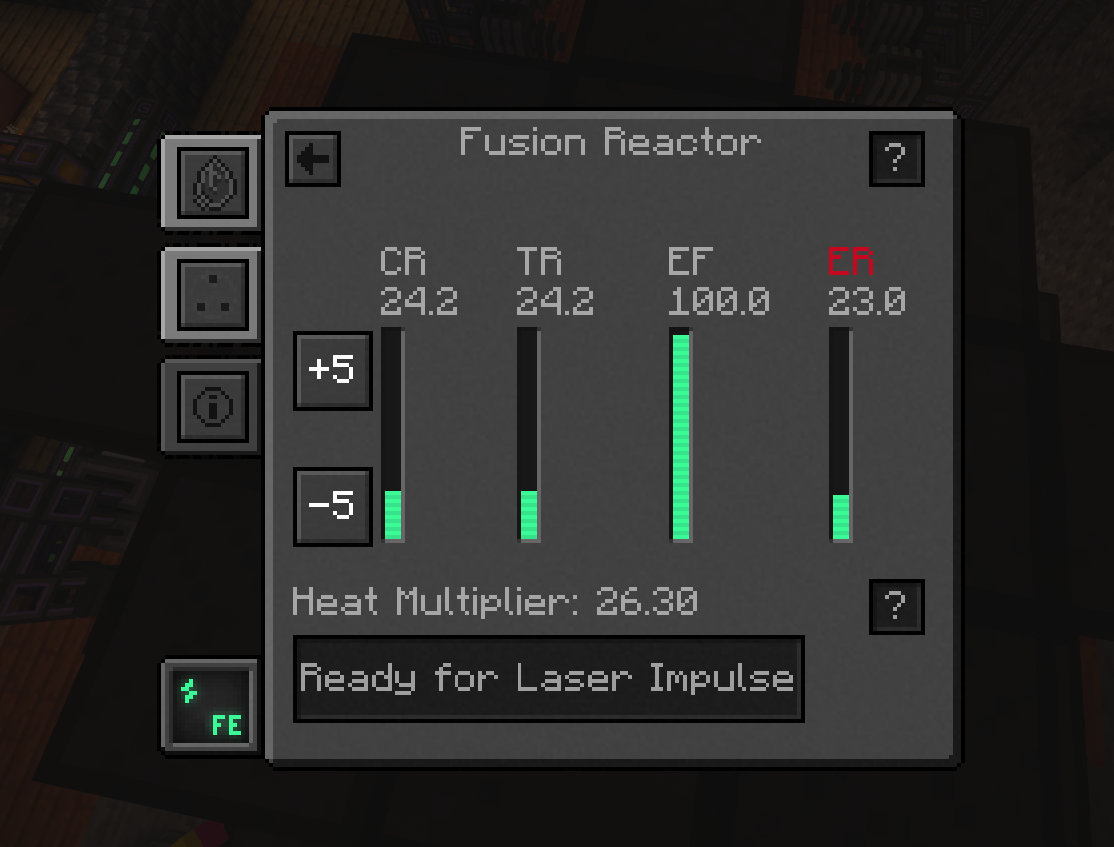 Fusion Reactor
?
CR TR EF ER
24.2 24.2 100.0 23.0
+5
-5
Heat Multiplier: 26.30
?
Ready for Laser Impulse
FE